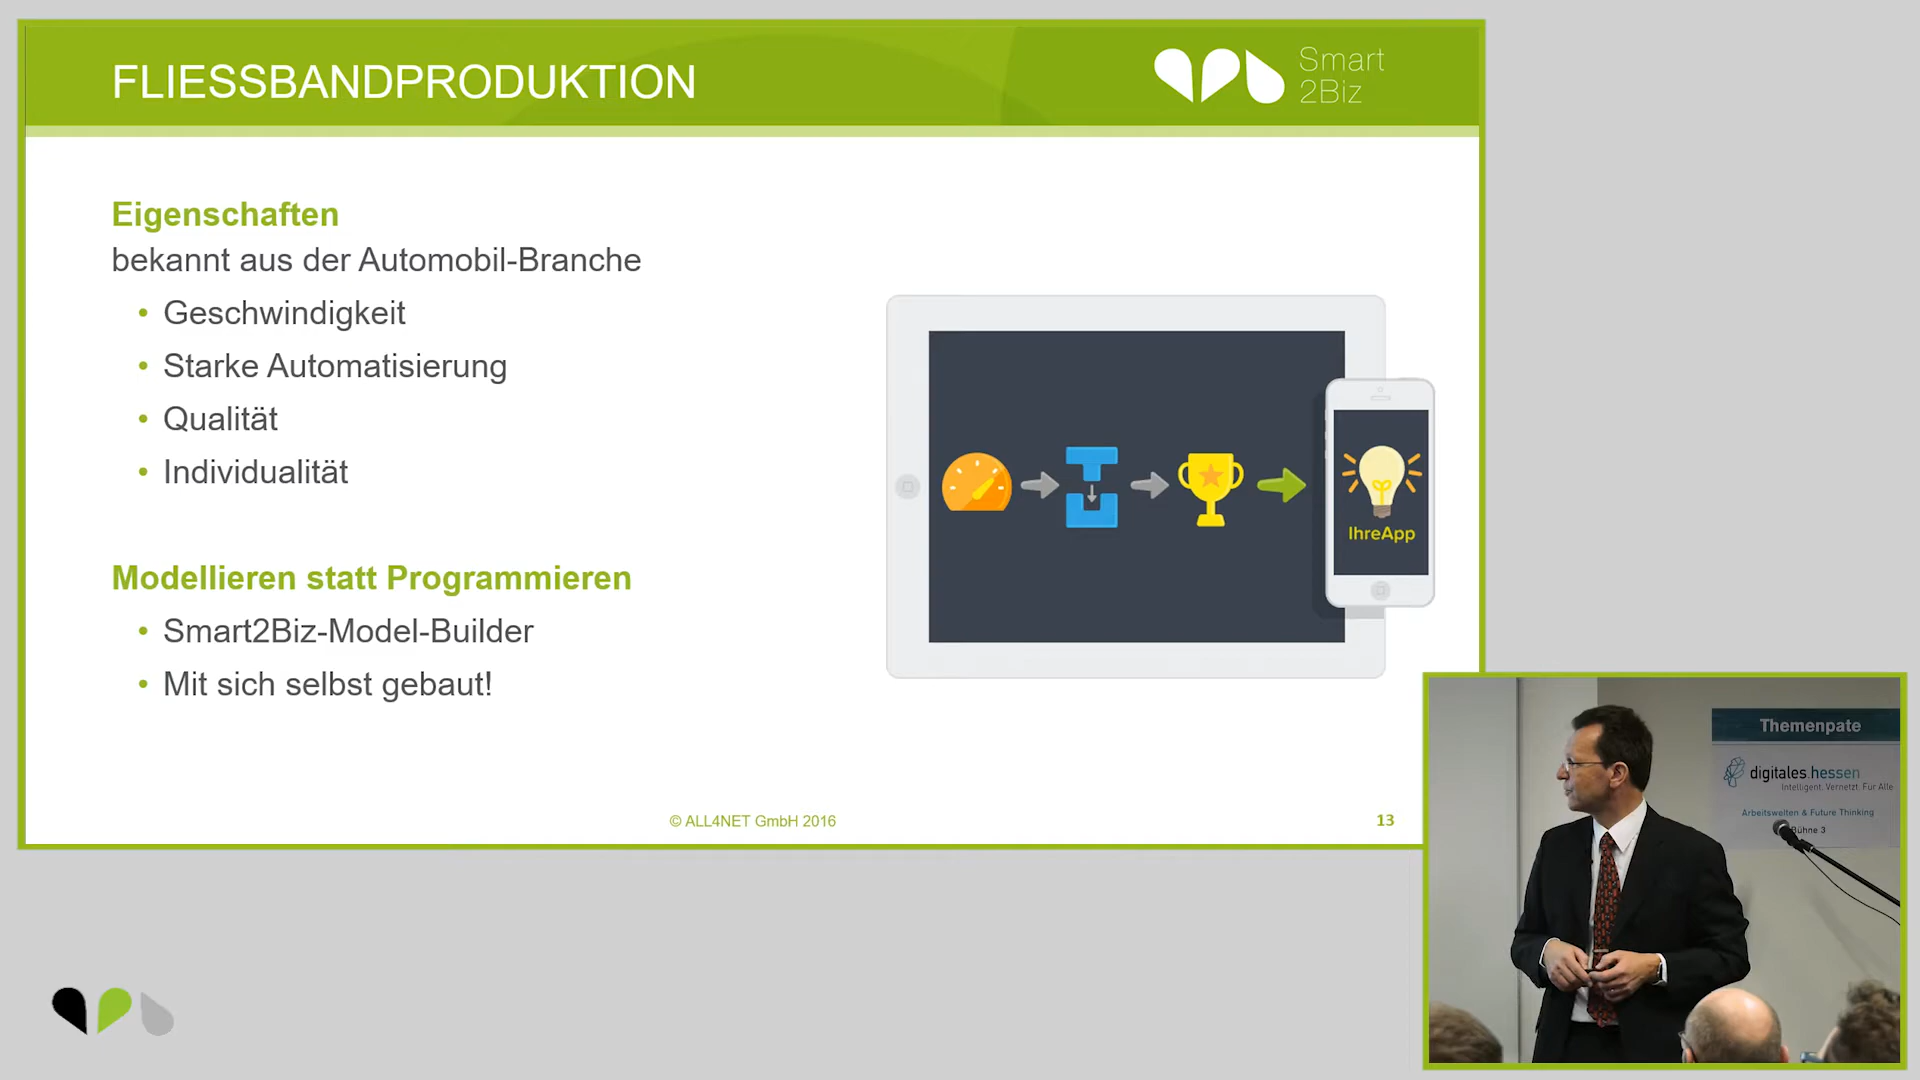 FLIESSBANDPRODUKTION
Smart
2Biz
Eigenschaften
bekannt aus der Automobil-Branche
• Geschwindigkeit
• Starke Automatisierung
• Qualität
• Individualität
Modellieren statt Programmieren
• Smart2Biz-Model-Builder
• Mit sich selbst gebaut!
IhreApp
© ALL4NET GmbH 2016
13
Themenpate
digitales.hessen
Intelligent. Vernetzt. Für Alle
Arbeitswelten & Future Thinking
Bühne 3